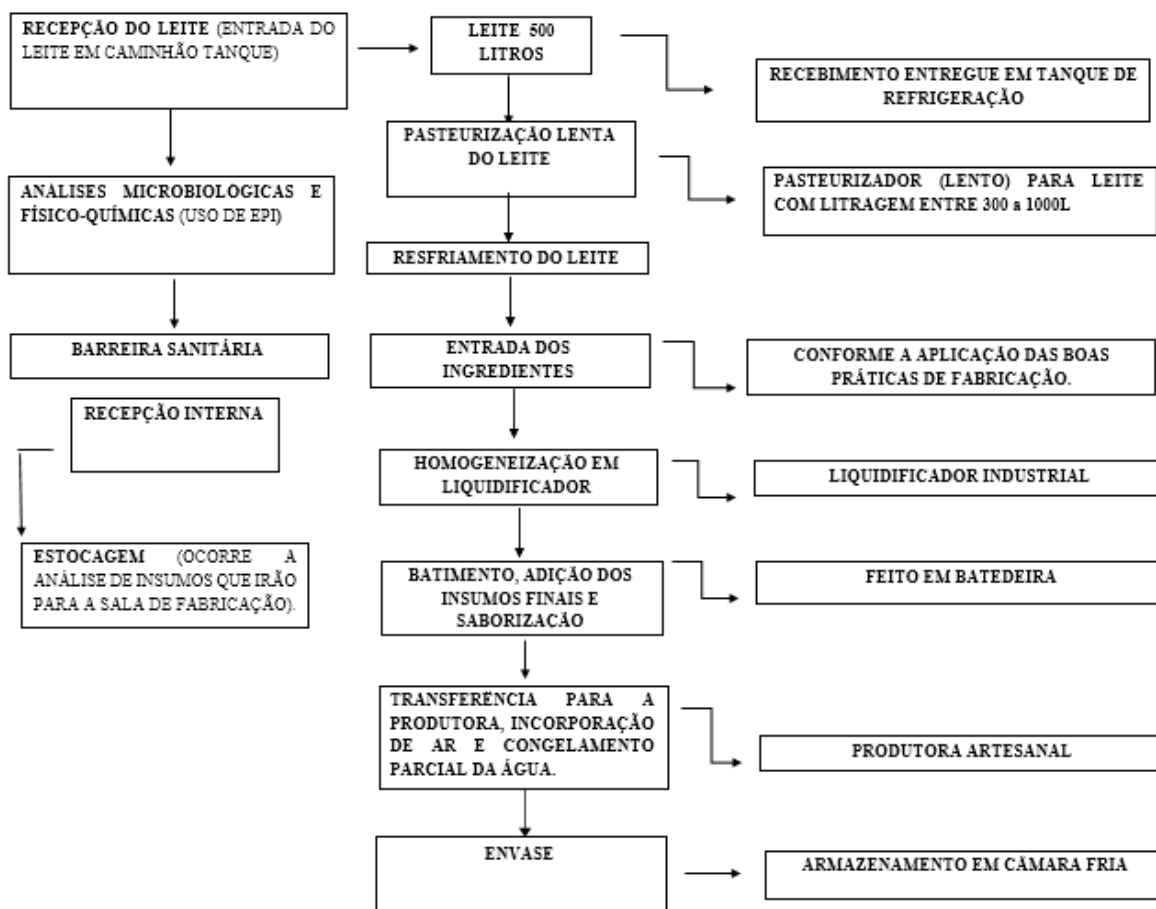 RECEPÇÃO DO LEITE (ENTRADA DO
LEITE EM CAMINHÃO TANQUE)
LEITE 500
LITROS
RECEBIMENTO ENTREGUE EM TANQUE DE
REFRIGERAÇÃO
PASTEURIZAÇÃO LENTA
DO LEITE
PASTEURIZADOR (LENTO) PARA LEITE
COM LITRAGEM ENTRE 300 a 1000L
ANÁLISES MICROBIOLÓGICAS E
FÍSICO-QUÍMICAS (USO DE EPI)
RESFRIAMENTO DO LEITE
BARREIRA SANITÁRIA
ENTRADA DOS
INGREDIENTES
CONFORME A APLICAÇÃO DAS BOAS
PRÁTICAS DE FABRICAÇÃO.
RECEPÇÃO INTERNA
HOMOGENEIZAÇÃO EM
LIQUIDIFICADOR
LIQUIDIFICADOR INDUSTRIAL
ESTOCAGEM (OCORRE A
ANÁLISE DE INSUMOS QUE IRÃO
PARA A SALA DE FABRICAÇÃO).
BATIMENTO, ADIÇÃO DOS
INSUMOS FINAIS E
SABORIZAÇÃO
FEITO EM BATEDEIRA
TRANSFERÊNCIA PARA A
PRODUTORA, INCORPORAÇÃO
DE AR E CONGELAMENTO
PARCIAL DA ÁGUA.
PRODUTORA ARTESANAL
ENVASE
ARMAZENAMENTO EM CÂMARA FRIA